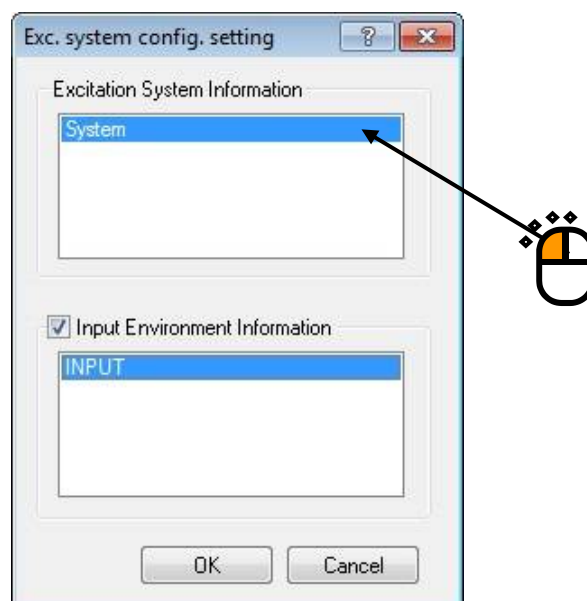 Exc. system config. setting
Excitation System Information
System
Input Environment Information
INPUT
OK
Cancel